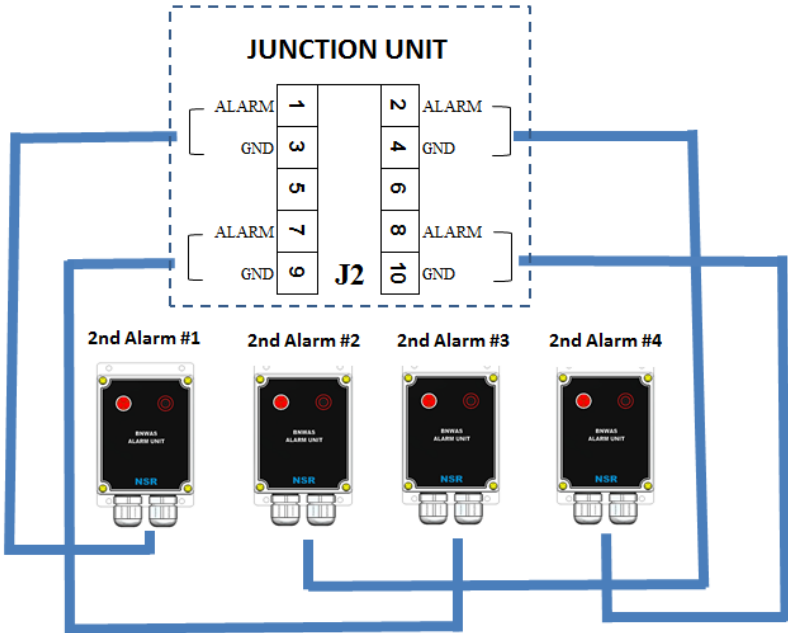 JUNCTION UNIT
ALARM 1 2 ALARM
GND 3 4 GND
5 6
ALARM 7 8 ALARM
GND 9 J2 10 GND
2nd Alarm #1 2nd Alarm #2 2nd Alarm #3 2nd Alarm #4
BNWAS
ALARM UNIT
NSR
BNWAS
ALARM UNIT
NSR
BNWAS
ALARM UNIT
NSR
BNWAS
ALARM UNIT
NSR